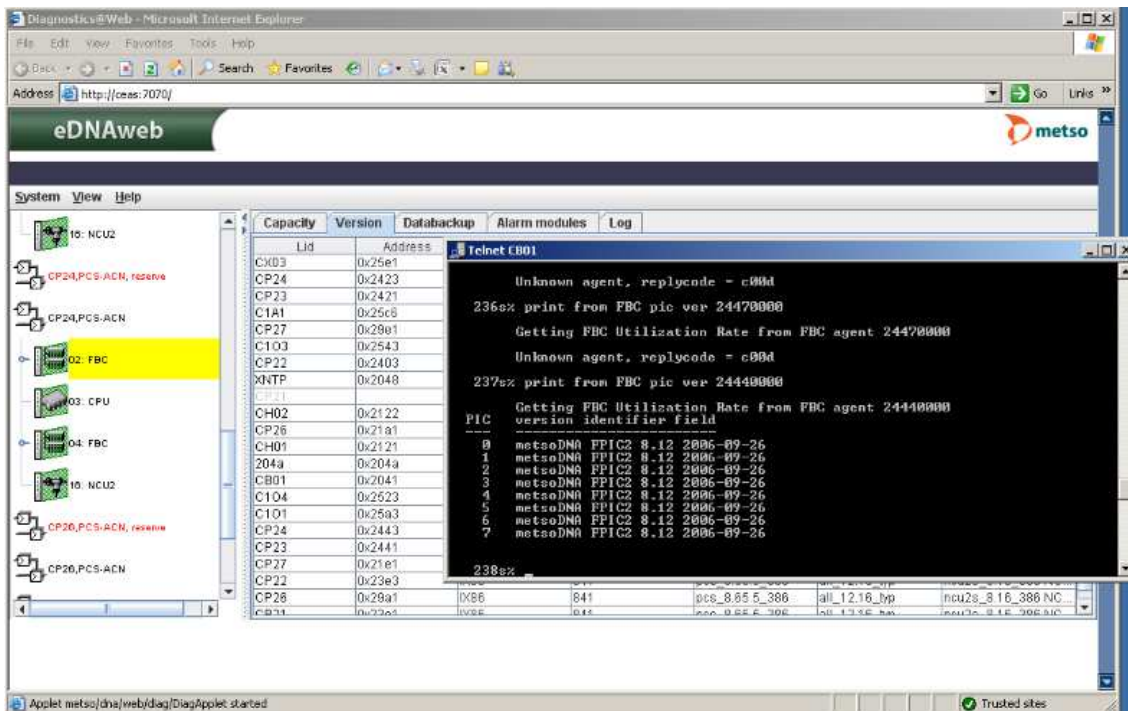 Diagnostics@Web - Microsoft Internet Explorer
File Edit View Favorites Tools Help
Back Search Favorites
Address http://ceas:7070/ Go Links »
eDNAweb metso
System View Help
16: NCU2
CP24,PCS-ACN, reserve
CP24,PCS-ACN
02: FBC
03: CPU
04: FBC
16: NCU2
CP26,PCS-ACN, reserve
CP26,PCS-ACN
Capacity Version Databackup Alarm modules Log
Lid Address
CX03 0x25e1
CP24 0x2423
CP23 0x2421
C1A1 0x25c6
CP27 0x29e1
C103 0x2543
CP22 0x2403
XNTP 0x2048
CP21
CH02 0x2122
CP26 0x21a1
CH01 0x2121
204a 0x204a
CB01 0x2041
C104 0x2523
C101 0x25a3
CP24 0x2443
CP23 0x2441
CP27 0x21e1
CP22 0x23e3
CP26 0x29a1 IX86 841 pcs_8.65.5_386 all_12.16_typ ncu2s_8.16_386 NC...
Telnet CB01
Unknown agent, replycode = c00d
236s% print from FBC pic ver 24470000
Getting FBC Utilization Rate from FBC agent 24470000
Unknown agent, replycode = c00d
237s% print from FBC pic ver 24440000
Getting FBC Utilization Rate from FBC agent 24440000
PIC version identifier field
--- ------------------------
0 metsoDNA FPIC2 8.12 2006-09-26
1 metsoDNA FPIC2 8.12 2006-09-26
2 metsoDNA FPIC2 8.12 2006-09-26
3 metsoDNA FPIC2 8.12 2006-09-26
4 metsoDNA FPIC2 8.12 2006-09-26
5 metsoDNA FPIC2 8.12 2006-09-26
6 metsoDNA FPIC2 8.12 2006-09-26
7 metsoDNA FPIC2 8.12 2006-09-26
238s% _
Applet metso/dna/web/diag/DiagApplet started Trusted sites